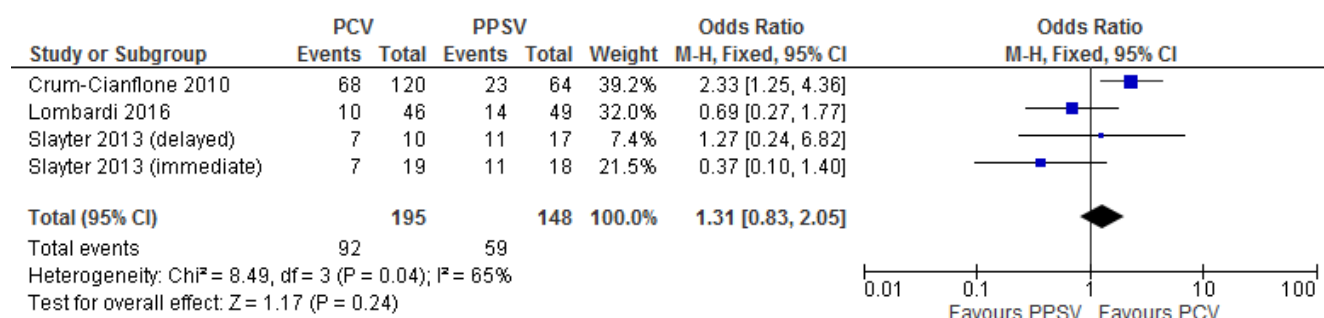 PCV PPSV Odds Ratio Odds Ratio
Study or Subgroup Events Total Events Total Weight M-H, Fixed, 95% CI M-H, Fixed, 95% CI
Crum-Cianflone 2010 68 120 23 64 39.2% 2.33 [1.25, 4.36]
Lombardi 2016 10 46 14 49 32.0% 0.69 [0.27, 1.77]
Slayter 2013 (delayed) 7 10 11 17 7.4% 1.27 [0.24, 6.82]
Slayter 2013 (immediate) 7 19 11 18 21.5% 0.37 [0.10, 1.40]
Total (95% CI) 195 148 100.0% 1.31 [0.83, 2.05]
Total events 92 59
Heterogeneity: Chi² = 8.49, df = 3 (P = 0.04); I² = 65%
Test for overall effect: Z = 1.17 (P = 0.24)
0.01 0.1 1 10 100
Favours PPSV Favours PCV